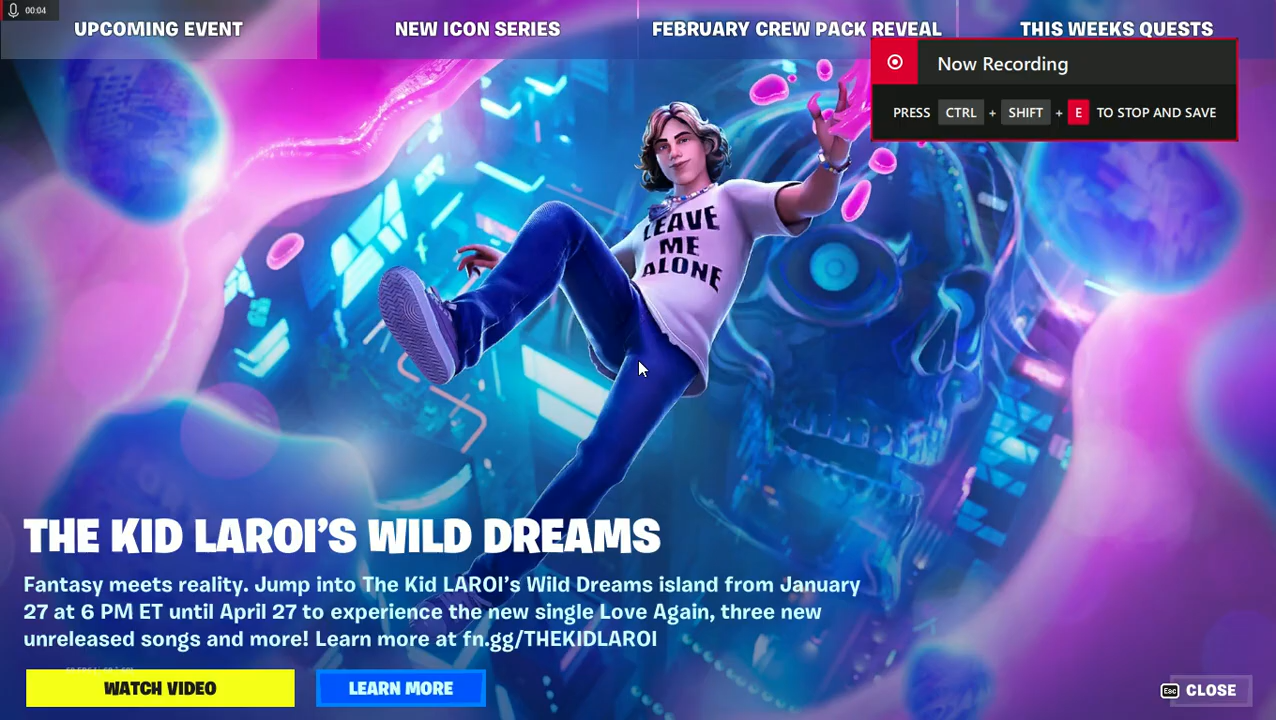 00:04
UPCOMING EVENT
NEW ICON SERIES
FEBRUARY CREW PACK REVEAL
THIS WEEKS QUESTS
Now Recording
PRESS CTRL + SHIFT + E TO STOP AND SAVE
LEAVE
ME
ALONE
THE KID LAROI'S WILD DREAMS
Fantasy meets reality. Jump into The Kid LAROI's Wild Dreams island from January
27 at 6 PM ET until April 27 to experience the new single Love Again, three new
unreleased songs and more! Learn more at fn.gg/THEKIDLAROI
WATCH VIDEO
LEARN MORE
Esc CLOSE